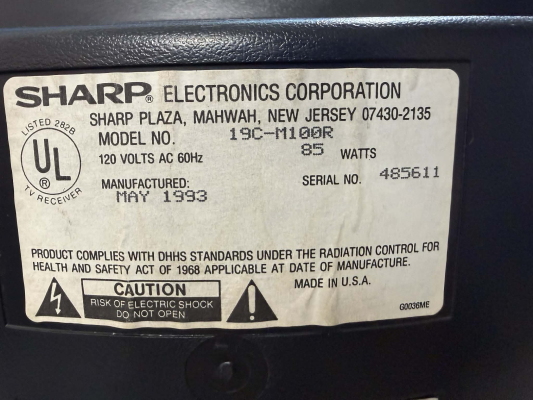 SHARP® ELECTRONICS CORPORATION
SHARP PLAZA, MAHWAH, NEW JERSEY 07430-2135
LISTED 282B
UL
®
TV RECEIVER
MODEL NO. 19C-M100R
120 VOLTS AC 60Hz 85 WATTS
MANUFACTURED: SERIAL NO. 485611
MAY 1993
PRODUCT COMPLIES WITH DHHS STANDARDS UNDER THE RADIATION CONTROL FOR
HEALTH AND SAFETY ACT OF 1968 APPLICABLE AT DATE OF MANUFACTURE.
CAUTION
RISK OF ELECTRIC SHOCK
DO NOT OPEN
MADE IN U.S.A.
G0036ME